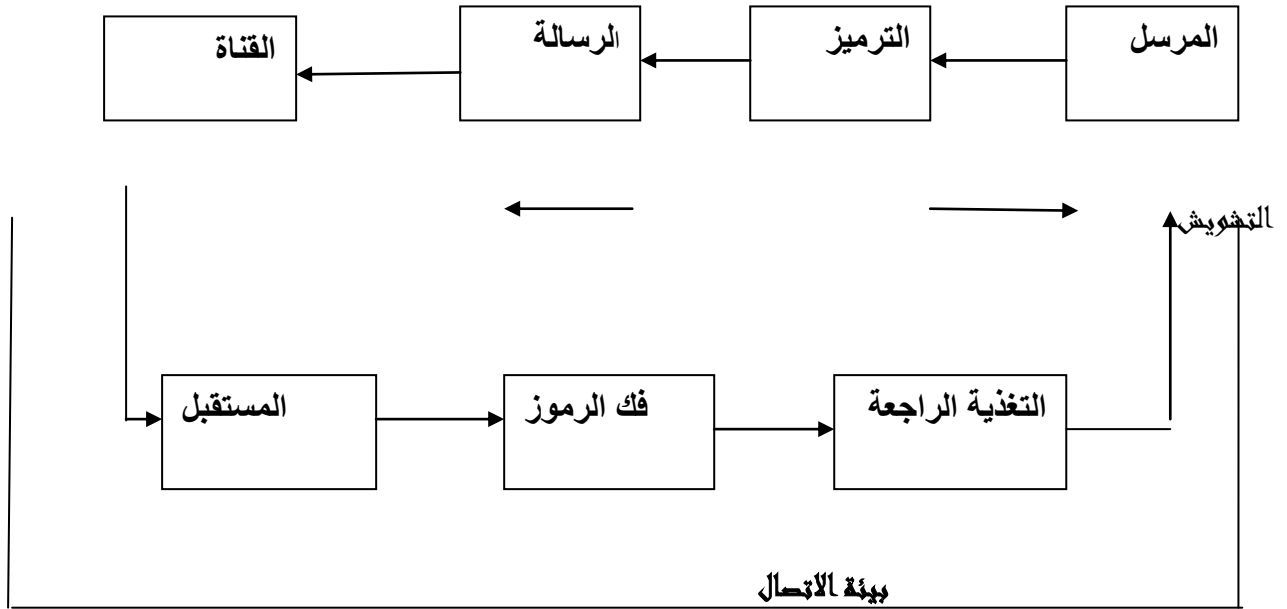 المرسل
الترميز
الرسالة
القناة
التشويش
المستقبل
فك الرموز
التغذية الراجعة
بيئة الاتصال